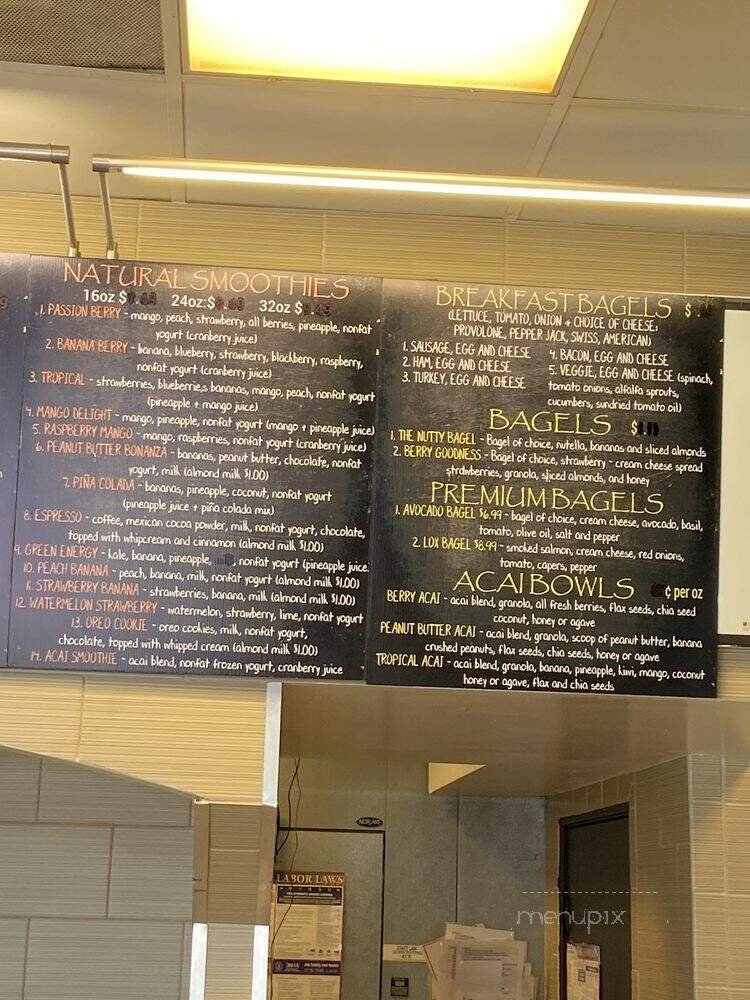 NATURAL SMOOTHIES
16oz $ 24oz:$ 32oz $
1. PASSION BERRY - mango, peach, strawberry, all berries, pineapple, nonfat
yogurt (cranberry juice)
2. BANANA BERRY - banana, blueberry, strawberry, blackberry, raspberry,
nonfat yogurt (cranberry juice)
3. TROPICAL - strawberries, blueberrie,s bananas, mango, peach, nonfat yogurt
(pineapple + mango juice)
4. MANGO DELIGHT - mango, pineapple, nonfat yogurt (mango + pineapple juice)
5. RASPBERRY MANGO - mango, raspberries, nonfat yogurt (cranberry juice)
6. PEANUT BUTTER BONANZA - bananas, peanut butter, chocolate, nonfat
yogurt, milk (almond milk $1.00)
7. PIÑA COLADA - bananas, pineapple, coconut, nonfat yogurt
(pineapple juice + piña colada mix)
8. ESPRESSO - coffee, mexican cocoa powder, milk, nonfat yogurt, chocolate,
topped with whipcream and cinnamon (almond milk $1.00)
9. GREEN ENERGY - kale, banana, pineapple, nonfat yogurt (pineapple juice)
10. PEACH BANANA - peach, banana, milk, nonfat yogurt (almond milk $1.00)
11. STRAWBERRY BANANA - strawberries, banana, milk (almond milk $1.00)
12. WATERMELON STRAWBERRY - watermelon, strawberry, lime, nonfat yogurt
13. OREO COOKIE - oreo cookies, milk, nonfat yogurt,
chocolate, topped with whipped cream (almond milk $1.00)
14. ACAI SMOOTHIE - acai blend, nonfat frozen yogurt, cranberry juice
BREAKFAST BAGELS $
(LETTUCE, TOMATO, ONION + CHOICE OF CHEESE:
PROVOLONE, PEPPER JACK, SWISS, AMERICAN)
1. SAUSAGE, EGG AND CHEESE
2. HAM, EGG AND CHEESE
3. TURKEY, EGG AND CHEESE
4. BACON, EGG AND CHEESE
5. VEGGIE, EGG AND CHEESE (spinach,
tomato onions, alfalfa sprouts,
cucumbers, sundried tomato oil)
BAGELS $
1. THE NUTTY BAGEL - Bagel of choice, nutella, bananas and sliced almonds
2. BERRY GOODNESS - Bagel of choice, strawberry - cream cheese spread
strawberries, granola, sliced almonds, and honey
PREMIUM BAGELS
1. AVOCADO BAGEL $6.99 - bagel of choice, cream cheese, avocado, basil,
tomato, olive oil, salt and pepper
2. LOX BAGEL $8.99 - smoked salmon, cream cheese, red onions,
tomato, capers, pepper
ACAI BOWLS ¢ per oz
BERRY ACAI - acai blend, granola, all fresh berries, flax seeds, chia seed
coconut, honey or agave
PEANUT BUTTER ACAI - acai blend, granola, scoop of peanut butter, banana
crushed peanuts, flax seeds, chia seeds, honey or agave
TROPICAL ACAI - acai blend, granola, banana, pineapple, kiwi, mango, coconut
honey or agave, flax and chia seeds
NORLAKE
LABOR LAWS
STATE LAW
menupix